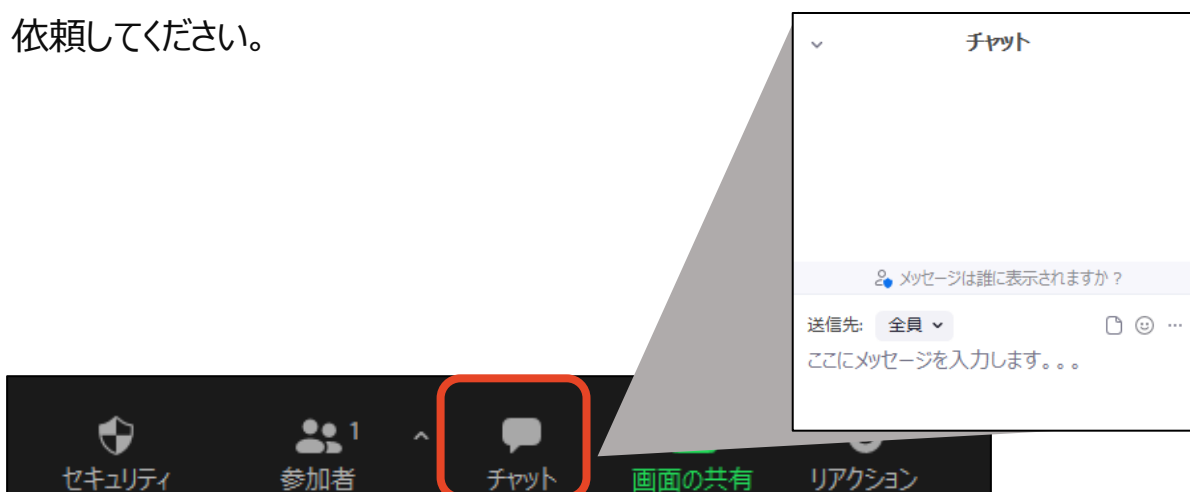 依頼してください。
チャット
メッセージは誰に表示されますか？
送信先: 全員
ここにメッセージを入力します。。。
セキュリティ
参加者 1
チャット
画面の共有
リアクション